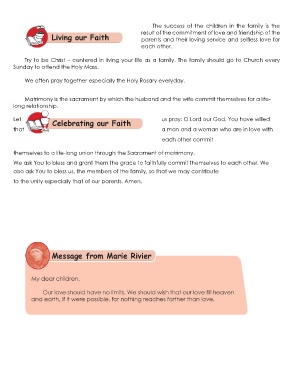 The success of the children in the family is the
result of the commitment of love and friendship of the
parents and their loving service and selfless love for
each other.
Living our Faith
Try to be Christ – centered in living your life as a family. The family should go to Church every
Sunday to attend the Holy Mass.
We often pray together especially the Holy Rosary everyday.
Matrimony is the sacrament by which the husband and the wife commit themselves for a life-
long relationship.
Let us pray: O Lord our God, You have willed
Celebrating our Faith
that a man and a woman who are in love with
each other commit
themselves to a life-long union through the Sacrament of matrimony.
We ask You to bless and grant them the grace to faithfully commit themselves to each other. We
also ask You to bless us, the members of the family, so that we may contribute
to the unity especially that of our parents. Amen.
Message from Marie Rivier
My dear children,
Our love should have no limits. We should wish that our love fill heaven
and earth, if it were possible, for nothing reaches farther than love.